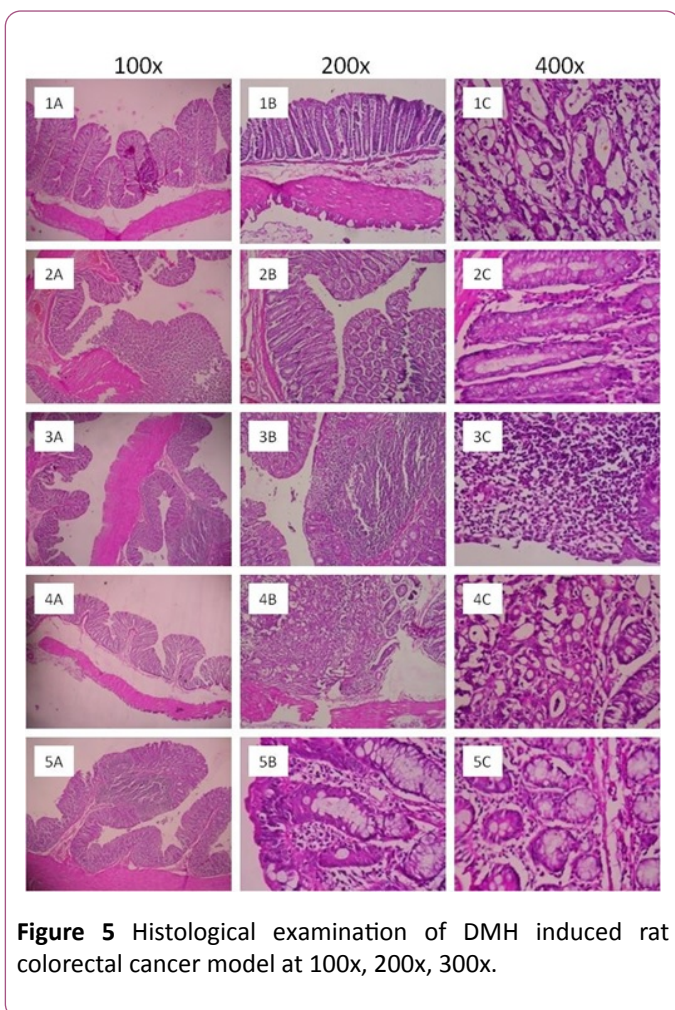 100x 200x 400x
1A 1B 1C
2A 2B 2C
3A 3B 3C
4A 4B 4C
5A 5B 5C
Figure 5 Histological examination of DMH induced rat
colorectal cancer model at 100x, 200x, 300x.